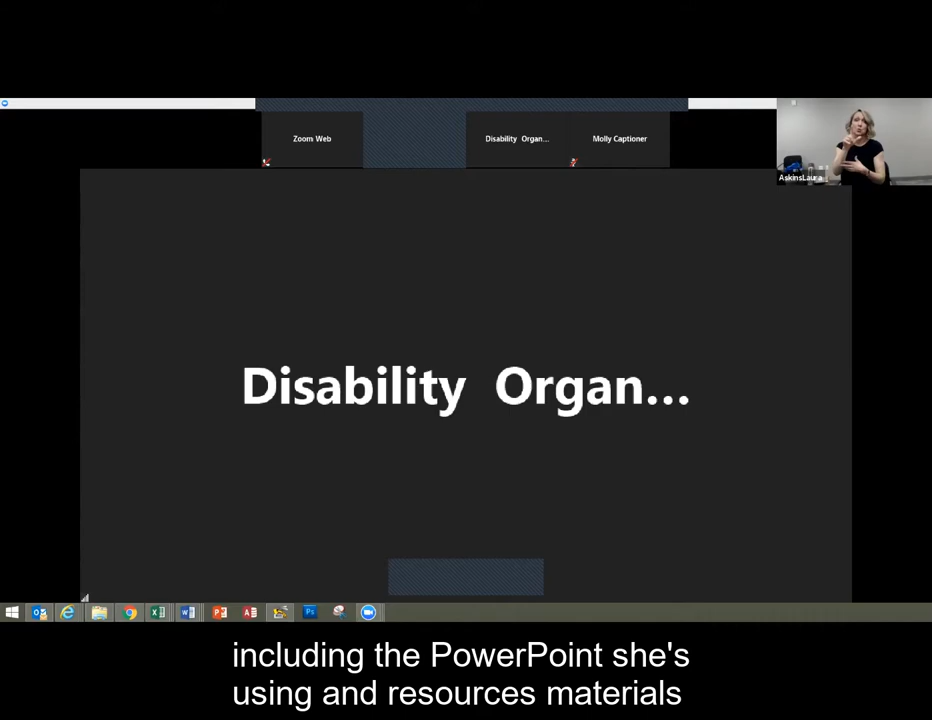 Zoom Web
Disability Organ...
Molly Captioner
AskinsLaura
Disability Organ...
including the PowerPoint she's
using and resources materials